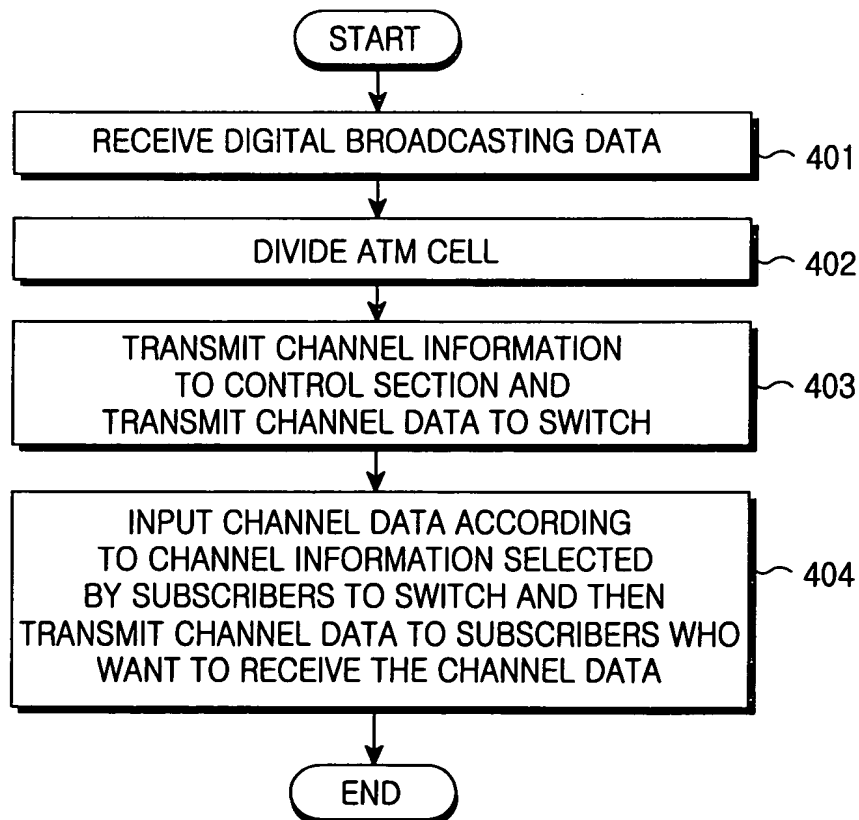 START
RECEIVE DIGITAL BROADCASTING DATA
401
DIVIDE ATM CELL
402
TRANSMIT CHANNEL INFORMATION
TO CONTROL SECTION AND
TRANSMIT CHANNEL DATA TO SWITCH
403
INPUT CHANNEL DATA ACCORDING
TO CHANNEL INFORMATION SELECTED
BY SUBSCRIBERS TO SWITCH AND THEN
TRANSMIT CHANNEL DATA TO SUBSCRIBERS WHO
WANT TO RECEIVE THE CHANNEL DATA
404
END